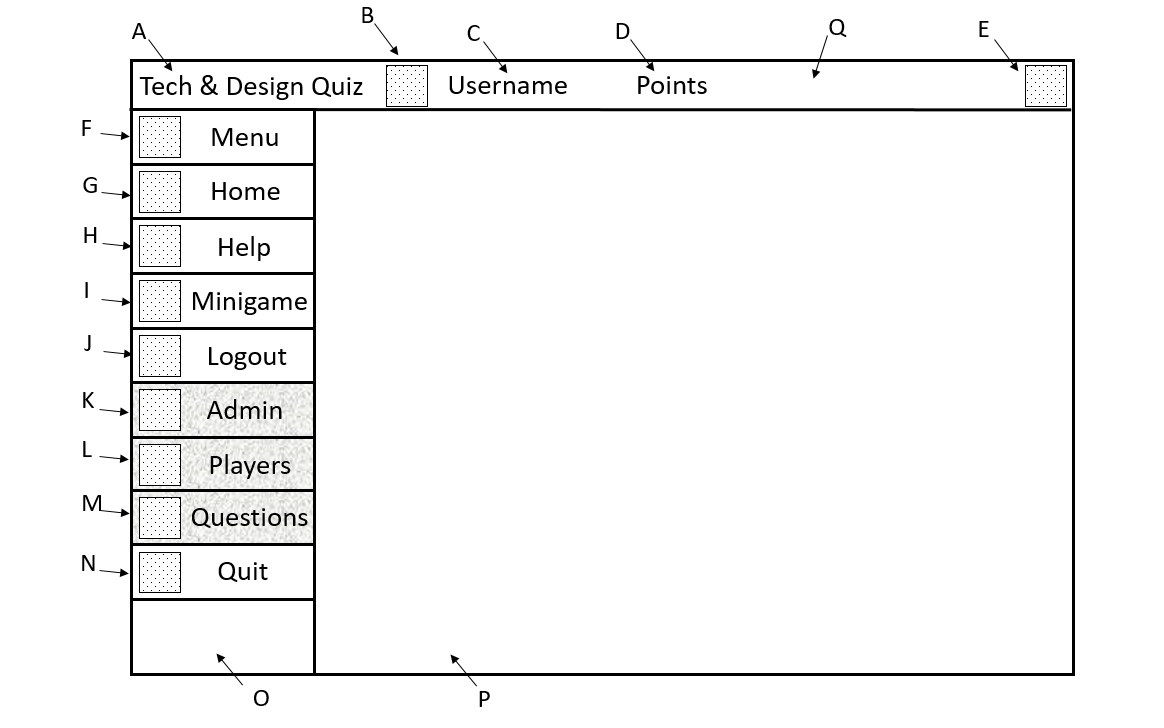 A B C D Q E
Tech & Design Quiz Username Points
F Menu
G Home
H Help
I Minigame
J Logout
K Admin
L Players
M Questions
N Quit
O P